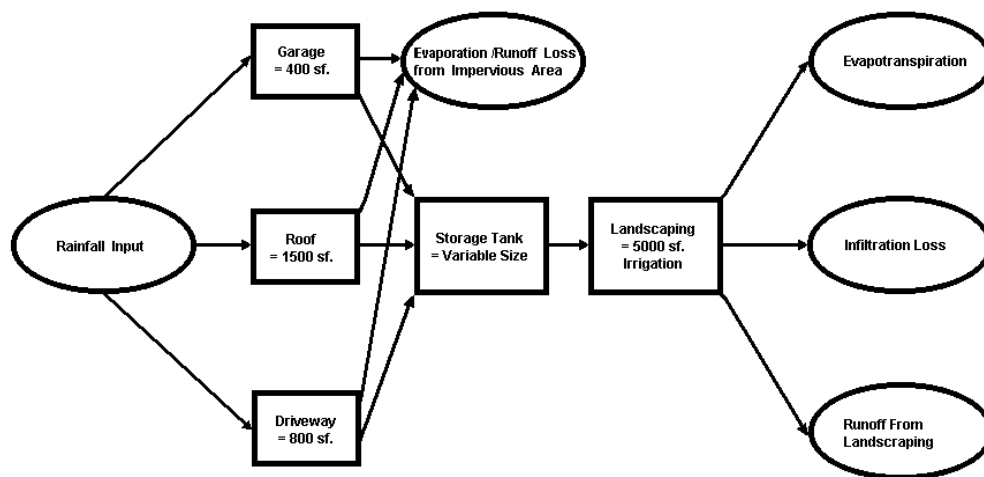 Garage
= 400 sf.
Evaporation /Runoff Loss
from Impervious Area
Evapotranspiration
Rainfall Input
Roof
= 1500 sf.
Storage Tank
= Variable Size
Landscaping
= 5000 sf.
Irrigation
Infiltration Loss
Driveway
= 800 sf.
Runoff From
Landscraping